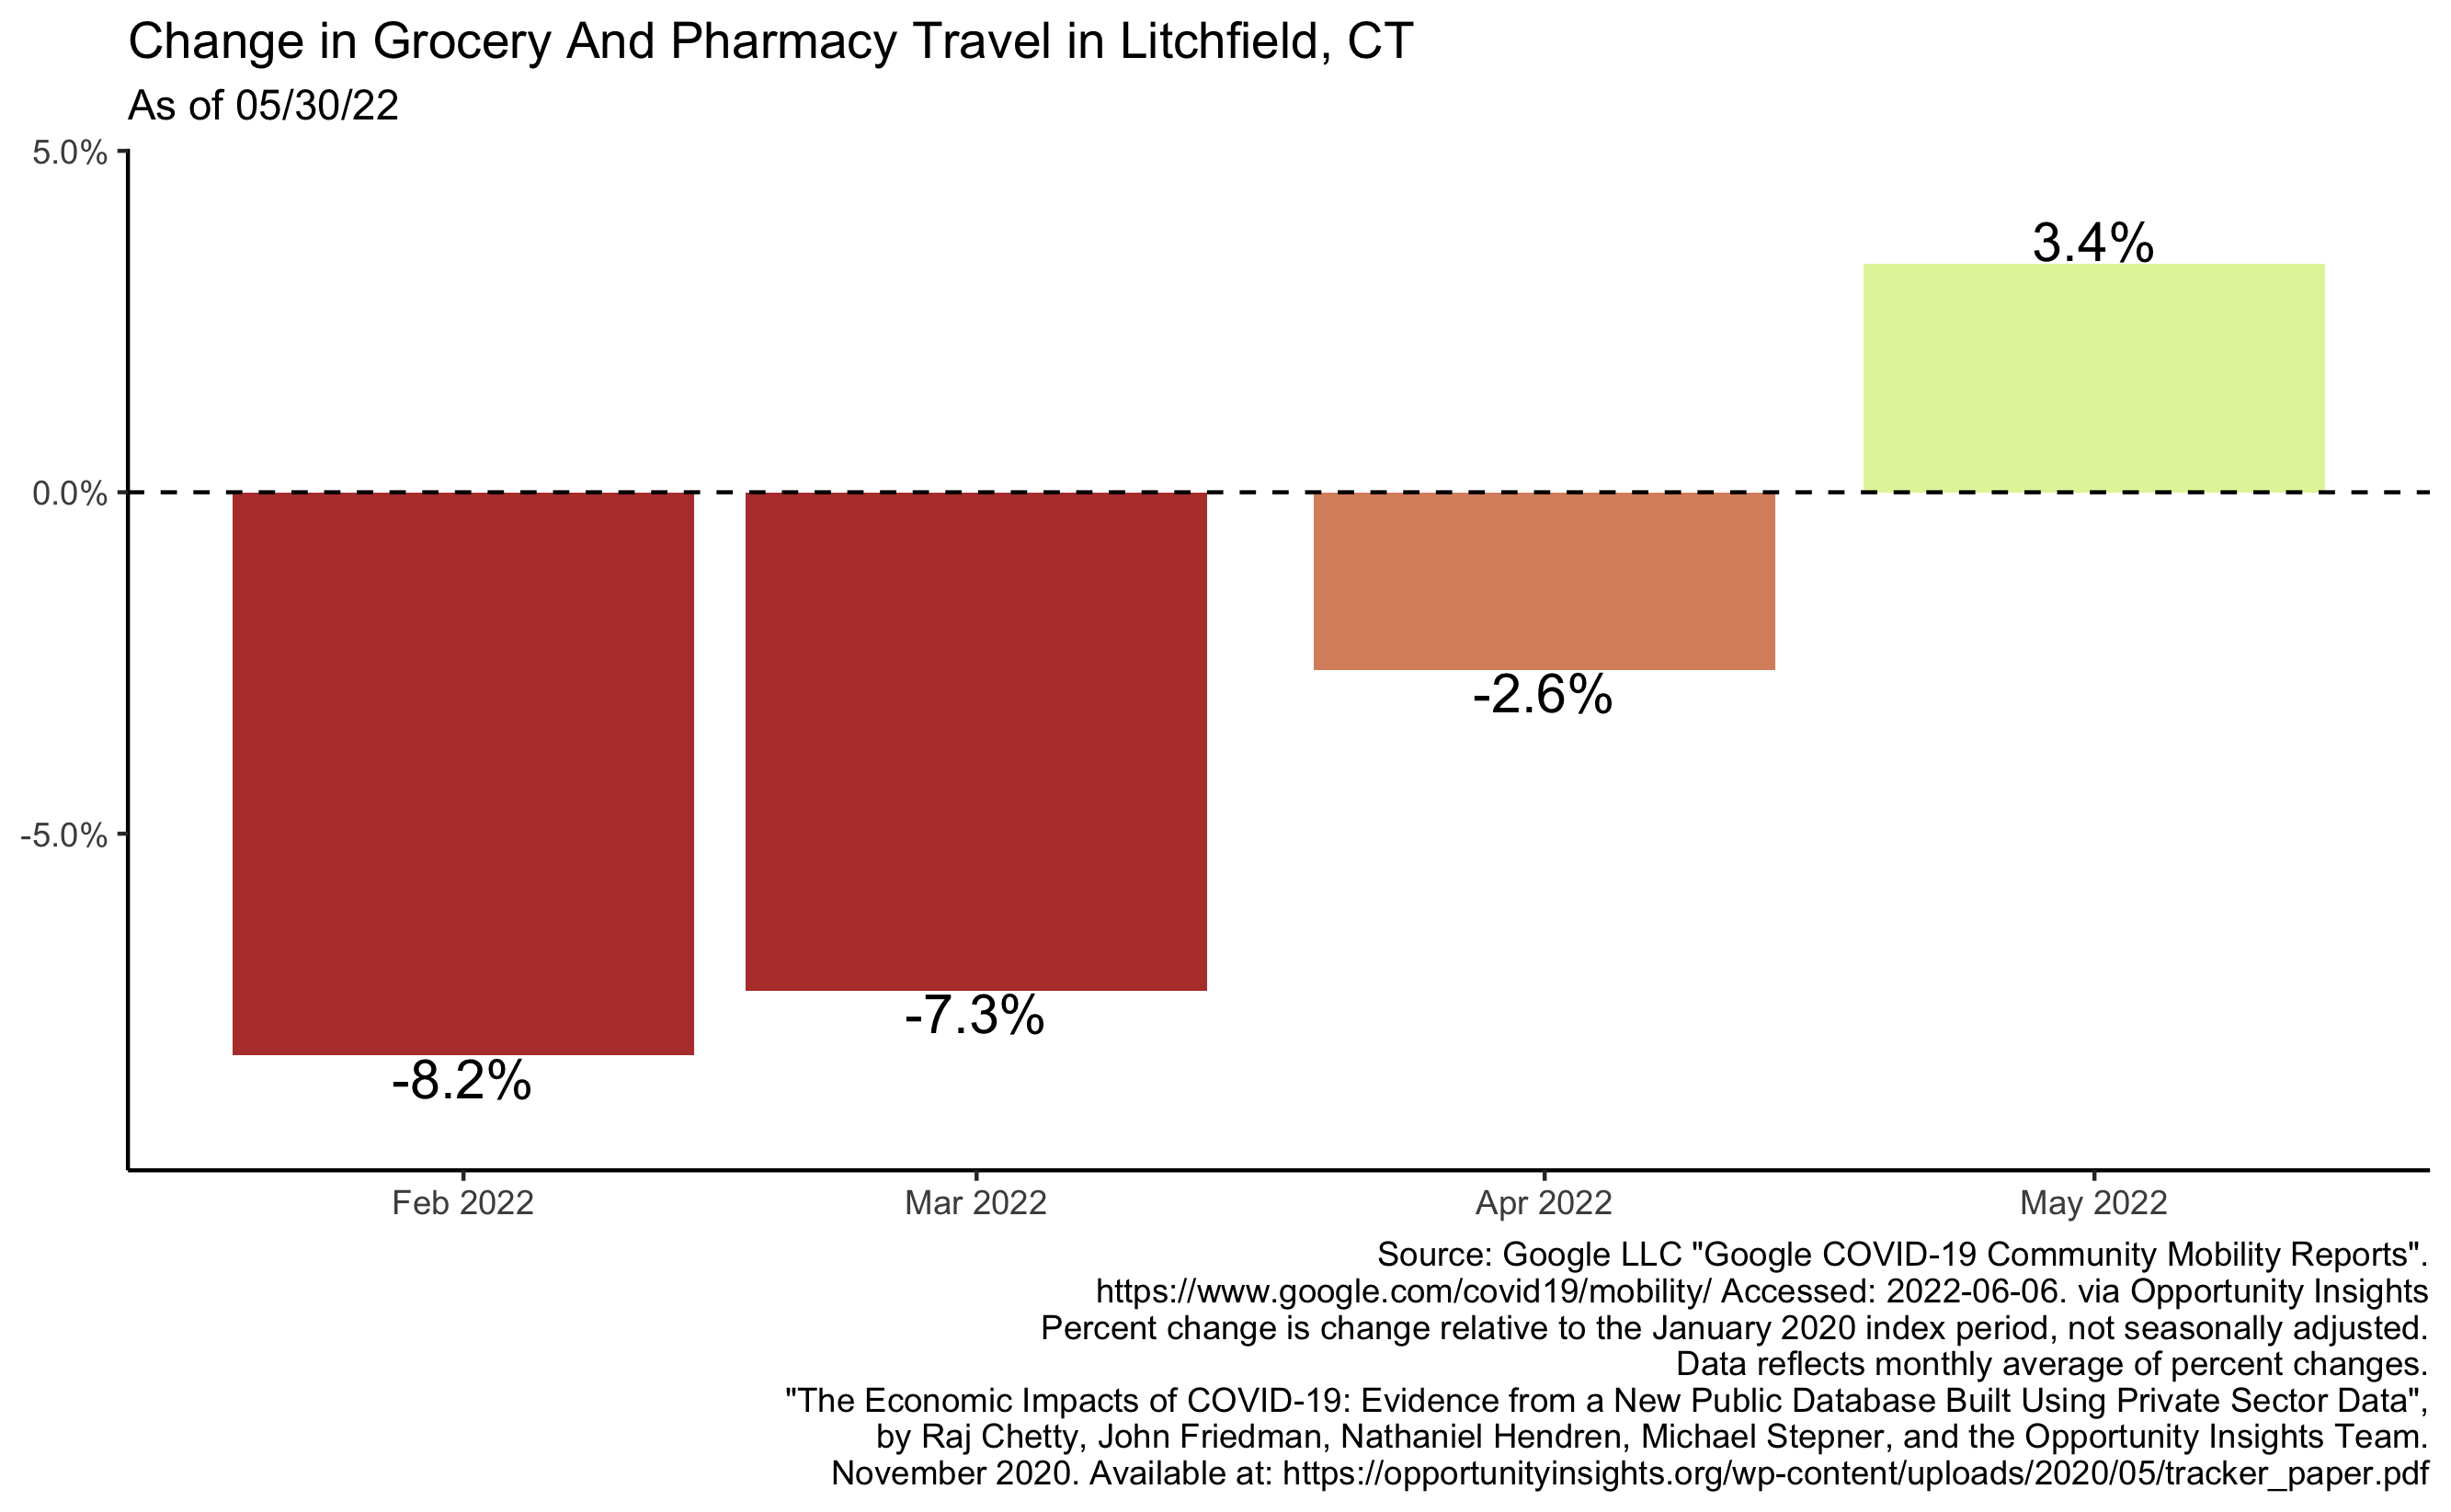 Change in Grocery And Pharmacy Travel in Litchfield, CT
As of 05/30/22
5.0%
0.0%
-5.0%
3.4%
-2.6%
-7.3%
-8.2%
Feb 2022
Mar 2022
Apr 2022
May 2022
Source: Google LLC "Google COVID-19 Community Mobility Reports".
https://www.google.com/covid19/mobility/ Accessed: 2022-06-06. via Opportunity Insights
Percent change is change relative to the January 2020 index period, not seasonally adjusted.
Data reflects monthly average of percent changes.
"The Economic Impacts of COVID-19: Evidence from a New Public Database Built Using Private Sector Data",
by Raj Chetty, John Friedman, Nathaniel Hendren, Michael Stepner, and the Opportunity Insights Team.
November 2020. Available at: https://opportunityinsights.org/wp-content/uploads/2020/05/tracker_paper.pdf